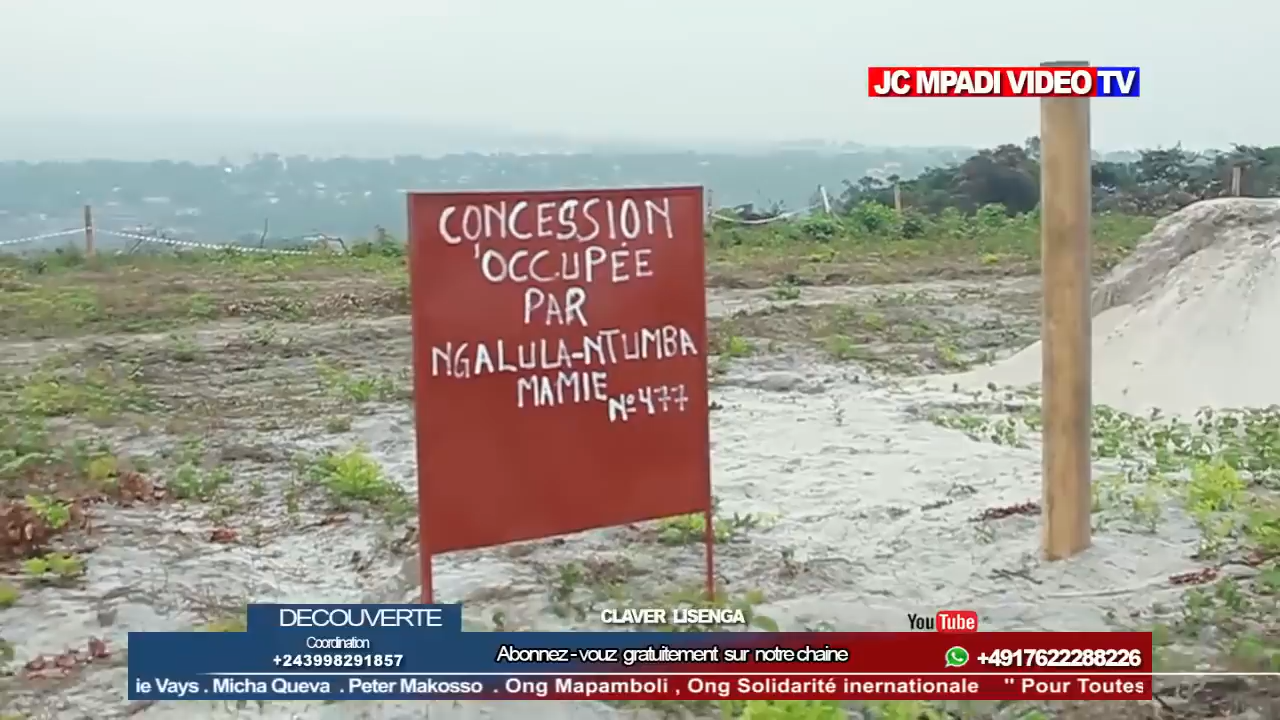 JC MPADI VIDEO TV
CONCESSION
'OCCUPÉE
PAR
NGALULA-NTUMBA
MAMIE
Nº 477
DECOUVERTE
CLAVER LISENGA
YouTube
Coordination
+243998291857
Abonnez - vouz gratuitement sur notre chaine
+4917622288226
ie Vays . Micha Queva . Peter Makosso . Ong Mapamboli , Ong Solidarité inernationale " Pour Toutes